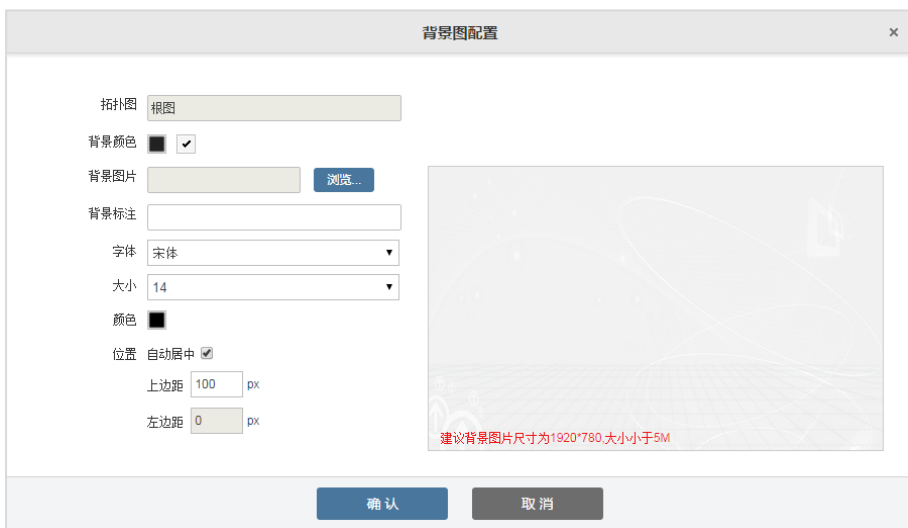 背景图配置
×
拓扑图 根图
背景颜色
背景图片 浏览...
背景标注
字体 宋体
大小 14
颜色
位置 自动居中
上边距 100 px
左边距 0 px
建议背景图片尺寸为1920*780,大小小于5M
确认 取消